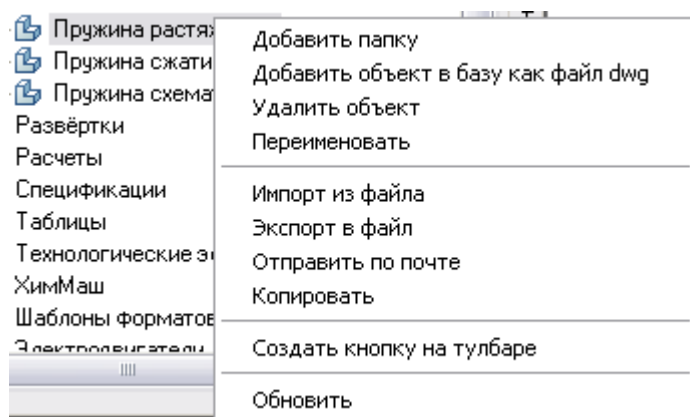 Пружина растя
Пружина сжати
Пружина схема
Развёртки
Расчеты
Спецификации
Таблицы
Технологические э
ХимМаш
Шаблоны форматов
Электродвигатели
Добавить папку
Добавить объект в базу как файл dwg
Удалить объект
Переименовать
Импорт из файла
Экспорт в файл
Отправить по почте
Копировать
Создать кнопку на тулбаре
Обновить